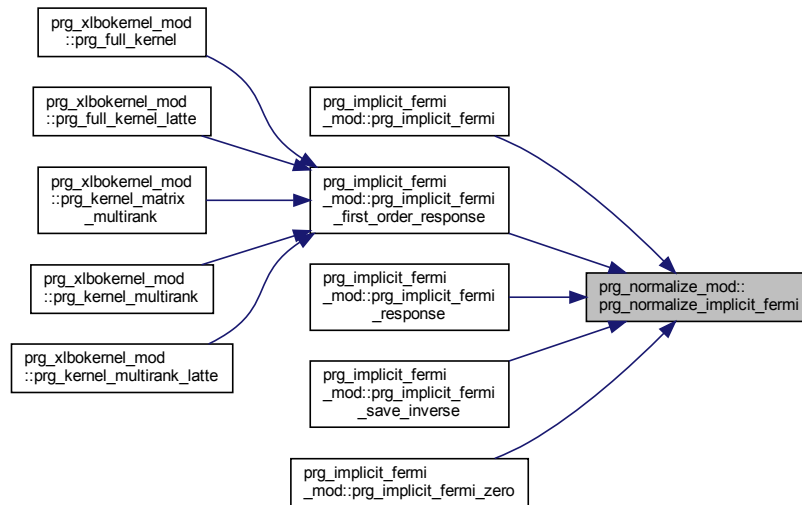 prg_xlbokernel_mod
::prg_full_kernel
prg_xlbokernel_mod
::prg_full_kernel_latte
prg_xlbokernel_mod
::prg_kernel_matrix
_multirank
prg_xlbokernel_mod
::prg_kernel_multirank
prg_xlbokernel_mod
::prg_kernel_multirank_latte
prg_implicit_fermi
_mod::prg_implicit_fermi
prg_implicit_fermi
_mod::prg_implicit_fermi
_first_order_response
prg_implicit_fermi
_mod::prg_implicit_fermi
_response
prg_implicit_fermi
_mod::prg_implicit_fermi
_save_inverse
prg_implicit_fermi
_mod::prg_implicit_fermi_zero
prg_normalize_mod::
prg_normalize_implicit_fermi